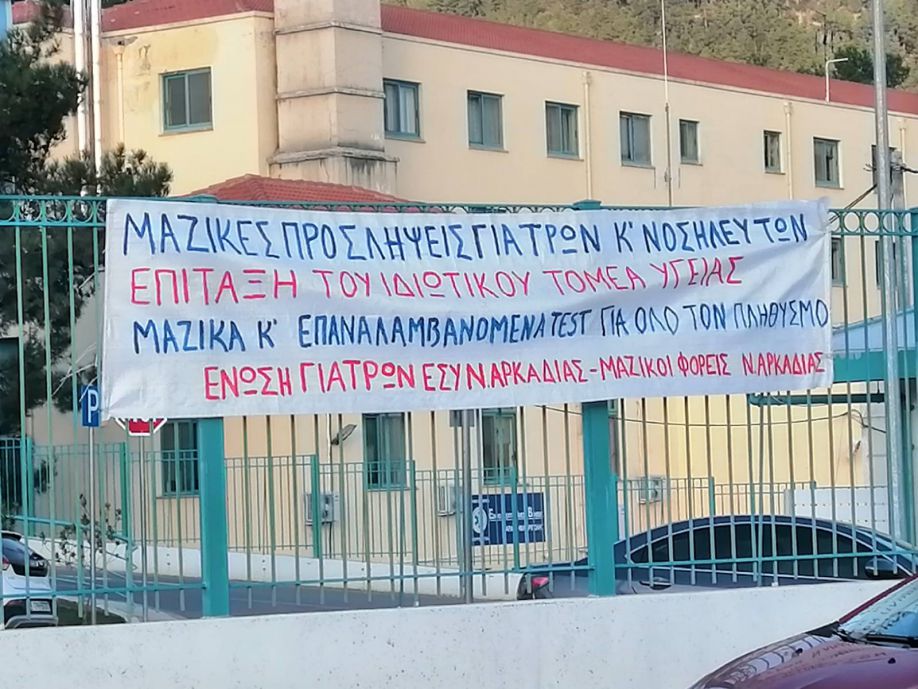 ΜΑΖΙΚΕΣ ΠΡΟΣΛΗΨΕΙΣ ΓΙΑΤΡΩΝ Κ' ΝΟΣΗΛΕΥΤΩΝ
ΕΠΙΤΑΞΗ ΤΟΥ ΙΔΙΩΤΙΚΟΥ ΤΟΜΕΑ ΥΓΕΙΑΣ
ΜΑΖΙΚΑ Κ' ΕΠΑΝΑΛΑΜΒΑΝΟΜΕΝΑ TEST ΓΙΑ ΟΛΟ ΤΟΝ ΠΛΗΘΥΣΜΟ
ΕΝΩΣΗ ΓΙΑΤΡΩΝ ΕΣΥ Ν.ΑΡΚΑΔΙΑΣ - ΜΑΖΙΚΟΙ ΦΟΡΕΙΣ Ν.ΑΡΚΑΔΙΑΣ
P